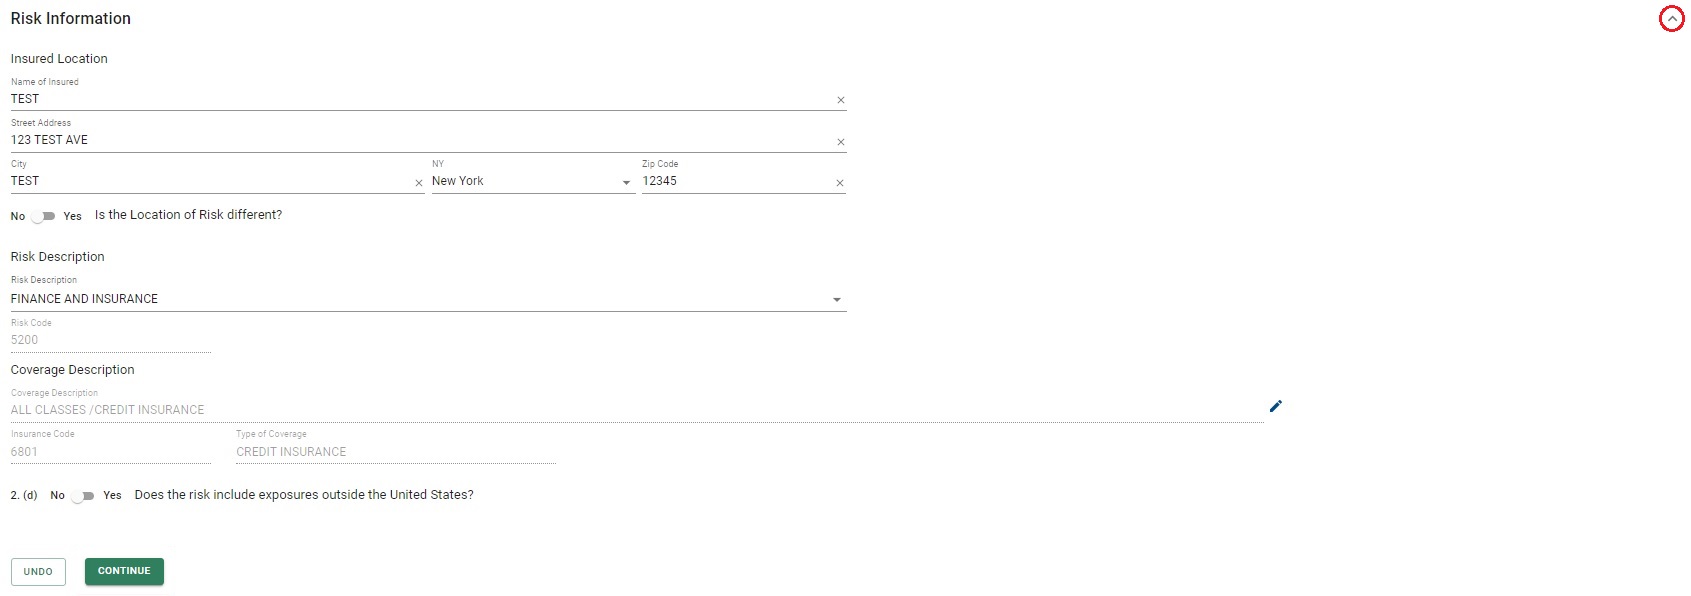 Risk Information
Insured Location
Name of Insured
TEST
Street Address
123 TEST AVE
City NY Zip Code
TEST New York 12345
No Yes Is the Location of Risk different?
Risk Description
Risk Description
FINANCE AND INSURANCE
Risk Code
5200
Coverage Description
Coverage Description
ALL CLASSES /CREDIT INSURANCE
Insurance Code Type of Coverage
6801 CREDIT INSURANCE
2. (d) No Yes Does the risk include exposures outside the United States?
UNDO CONTINUE